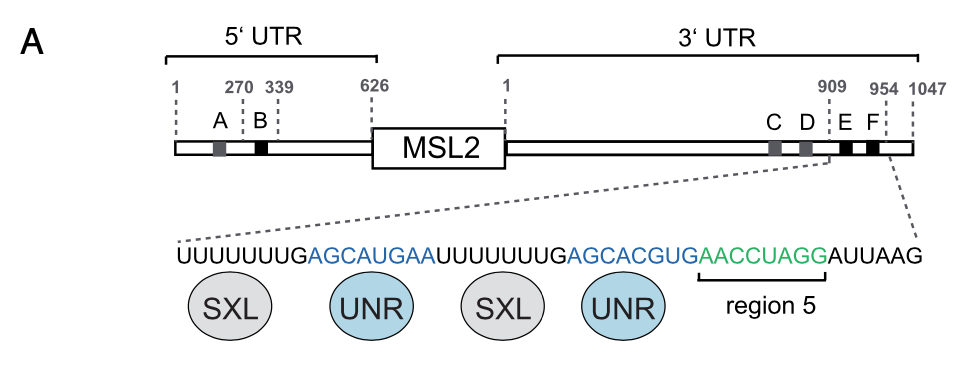 A
5‘ UTR 3‘ UTR
1 270 339 626 1 909 954 1047
A B C D E F
MSL2
UUUUUUUGAGCAUGAAUUUUUUUGAGCACGUGAACCUAGGAUUAAG
SXL UNR SXL UNR region 5